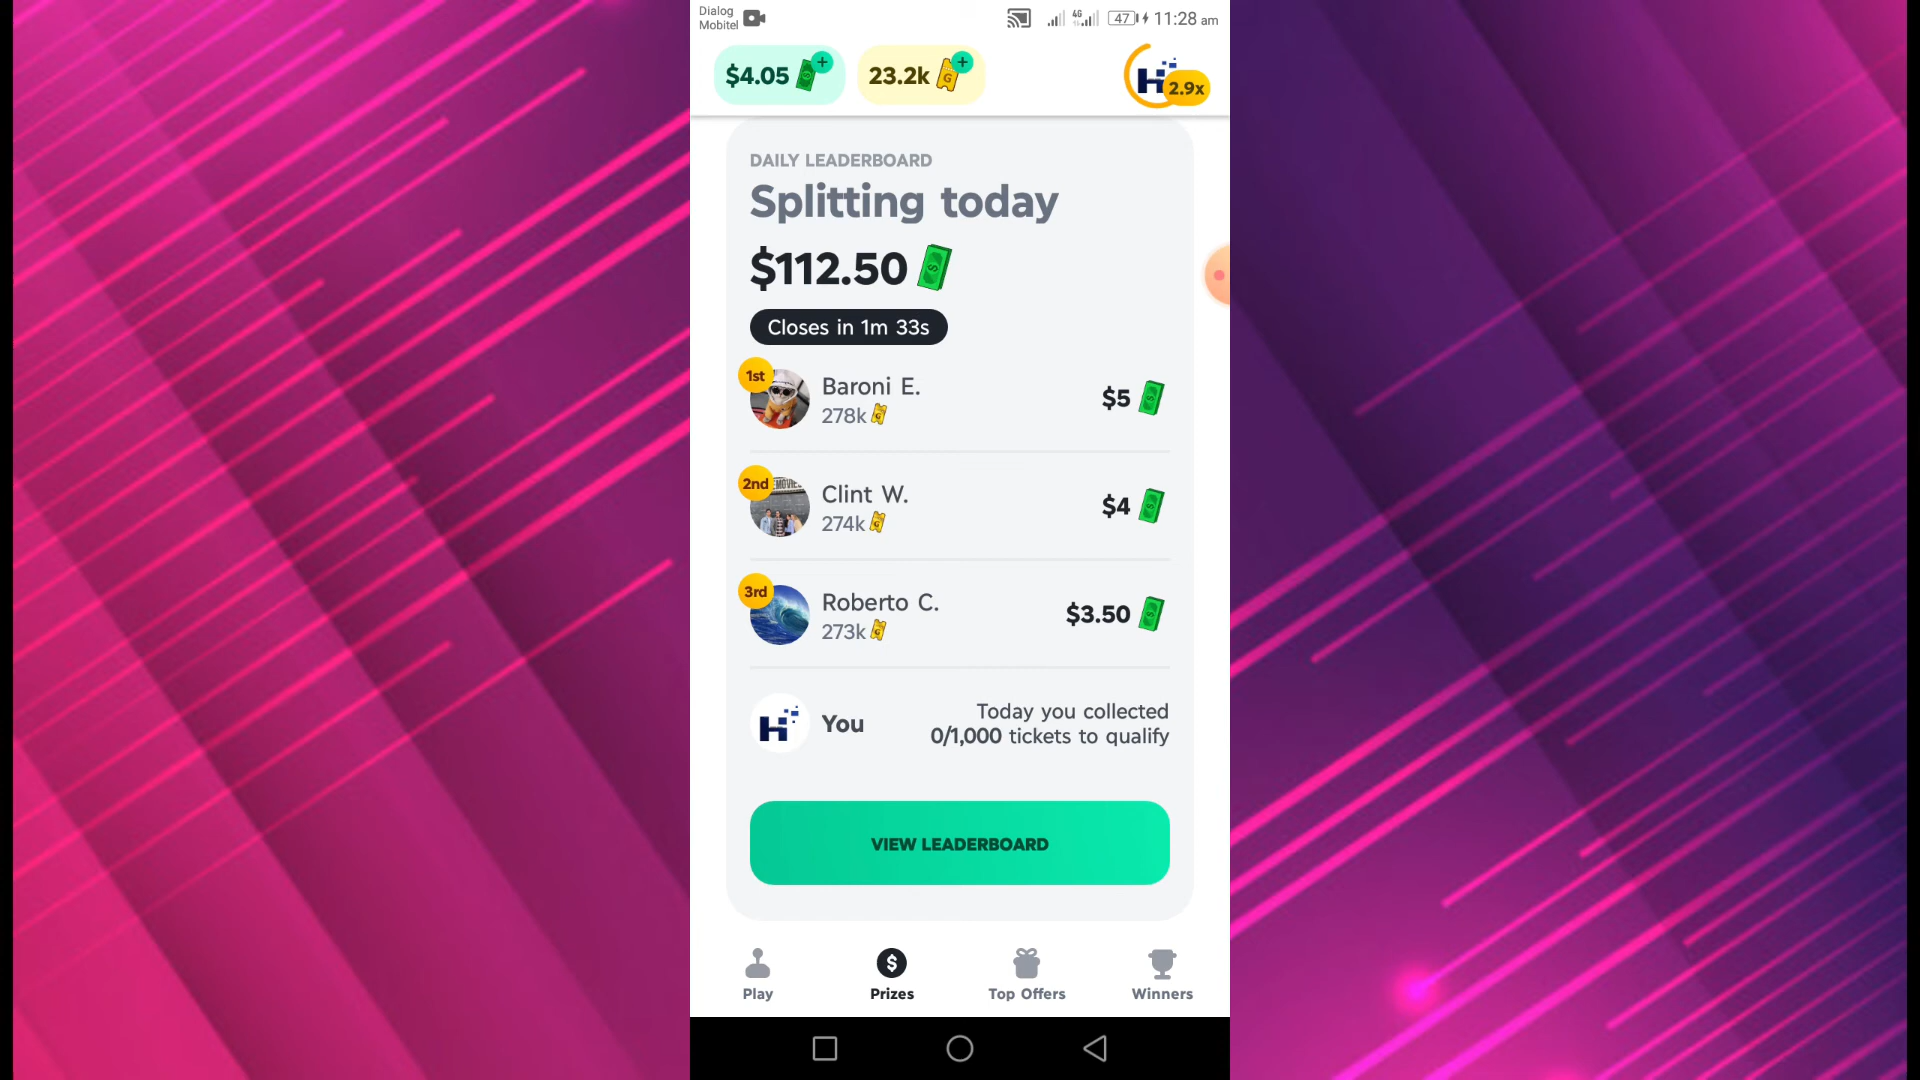 Dialog
Mobitel
4G
47
11:28 am
$4.05
23.2k
H
2.9x
DAILY LEADERBOARD
Splitting today
$112.50
Closes in 1m 33s
1st
Baroni E.
278k
$5
2nd
Clint W.
274k
$4
3rd
Roberto C.
273k
$3.50
H
You
Today you collected
0/1,000 tickets to qualify
VIEW LEADERBOARD
Play
Prizes
Top Offers
Winners